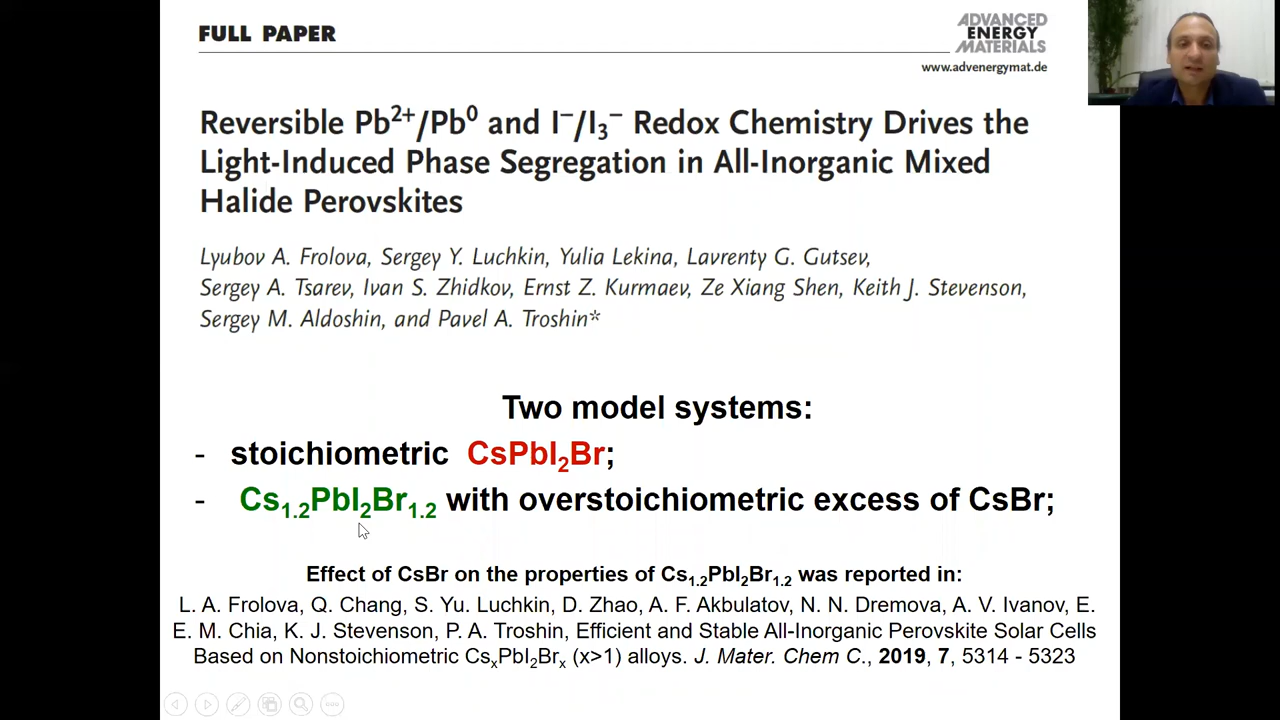 FULL PAPER
ADVANCED
ENERGY
MATERIALS
www.advenergymat.de
Reversible Pb²⁺/Pb⁰ and I⁻/I₃⁻ Redox Chemistry Drives the
Light-Induced Phase Segregation in All-Inorganic Mixed
Halide Perovskites
Lyubov A. Frolova, Sergey Y. Luchkin, Yulia Lekina, Lavrenty G. Gutsev,
Sergey A. Tsarev, Ivan S. Zhidkov, Ernst Z. Kurmaev, Ze Xiang Shen, Keith J. Stevenson,
Sergey M. Aldoshin, and Pavel A. Troshin*
Two model systems:
- stoichiometric CsPbI₂Br;
- Cs₁.₂PbI₂Br₁.₂ with overstoichiometric excess of CsBr;
Effect of CsBr on the properties of Cs₁.₂PbI₂Br₁.₂ was reported in:
L. A. Frolova, Q. Chang, S. Yu. Luchkin, D. Zhao, A. F. Akbulatov, N. N. Dremova, A. V. Ivanov, E.
E. M. Chia, K. J. Stevenson, P. A. Troshin, Efficient and Stable All-Inorganic Perovskite Solar Cells
Based on Nonstoichiometric CsₓPbI₂Brₓ (x>1) alloys. J. Mater. Chem C., 2019, 7, 5314 - 5323